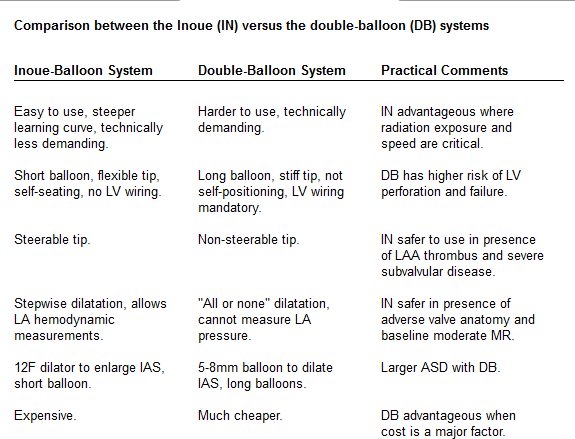 Comparison between the Inoue (IN) versus the double-balloon (DB) systems
Inoue-Balloon System Double-Balloon System Practical Comments
Easy to use, steeper
learning curve, technically
less demanding.
Harder to use, technically
demanding.
IN advantageous where
radiation exposure and
speed are critical.
Short balloon, flexible tip,
self-seating, no LV wiring.
Long balloon, stiff tip, not
self-positioning, LV wiring
mandatory.
DB has higher risk of LV
perforation and failure.
Steerable tip.
Non-steerable tip.
IN safer to use in presence
of LAA thrombus and severe
subvalvular disease.
Stepwise dilatation, allows
LA hemodynamic
measurements.
"All or none" dilatation,
cannot measure LA
pressure.
IN safer in presence of
adverse valve anatomy and
baseline moderate MR.
12F dilator to enlarge IAS,
short balloon.
5-8mm balloon to dilate
IAS, long balloons.
Larger ASD with DB.
Expensive.
Much cheaper.
DB advantageous when
cost is a major factor.